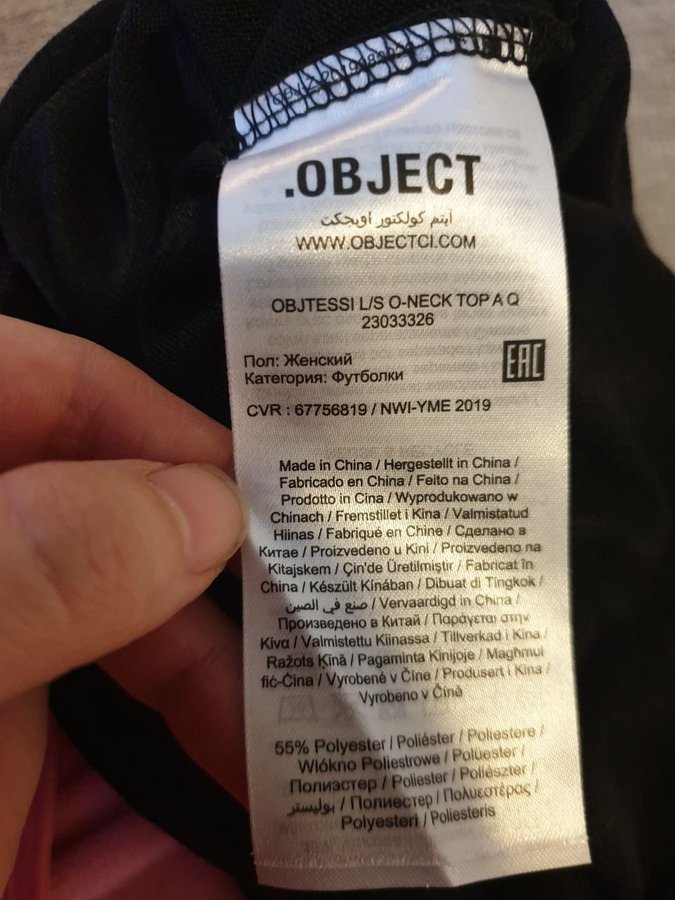 .OBJECT
آيتم كولكتور اوبجكت
WWW.OBJECTCI.COM
OBJTESSI L/S O-NECK TOP A Q
23033326
Пол: Женский
Категория: Футболки
EAC
CVR : 67756819 / NWI-YME 2019
Made in China / Hergestellt in China /
Fabricado en China / Feito na China /
Prodotto in Cina / Wyprodukowano w
Chinach / Fremstillet i Kina / Valmistatud
Hiinas / Fabriqué en Chine / Сделано в
Китае / Proizvedeno u Kini / Proizvedeno na
Kitajskem / Çin'de Üretilmiştir / Fabricat în
China / Készült Kínában / Dibuat di Tingkok /
صنع في الصين / Vervaardigd in China /
Произведено в Китай / Παράγεται στην
Κίνα / Valmistettu Kiinassa / Tillverkad i Kina /
Ražots Ķīnā / Pagaminta Kinijoje / Magħmul
fiċ-Ċina / Vyrobené v Číne / Produsert i Kina /
Vyrobeno v Číně
55% Polyester / Poliéster / Poliestere /
Włókno Poliestrowe / Polüester /
Полиэстер / Poliester / Poliészter /
بوليستر / Полиестер / Πολυεστέρας /
Polyesteri / Poliesteris